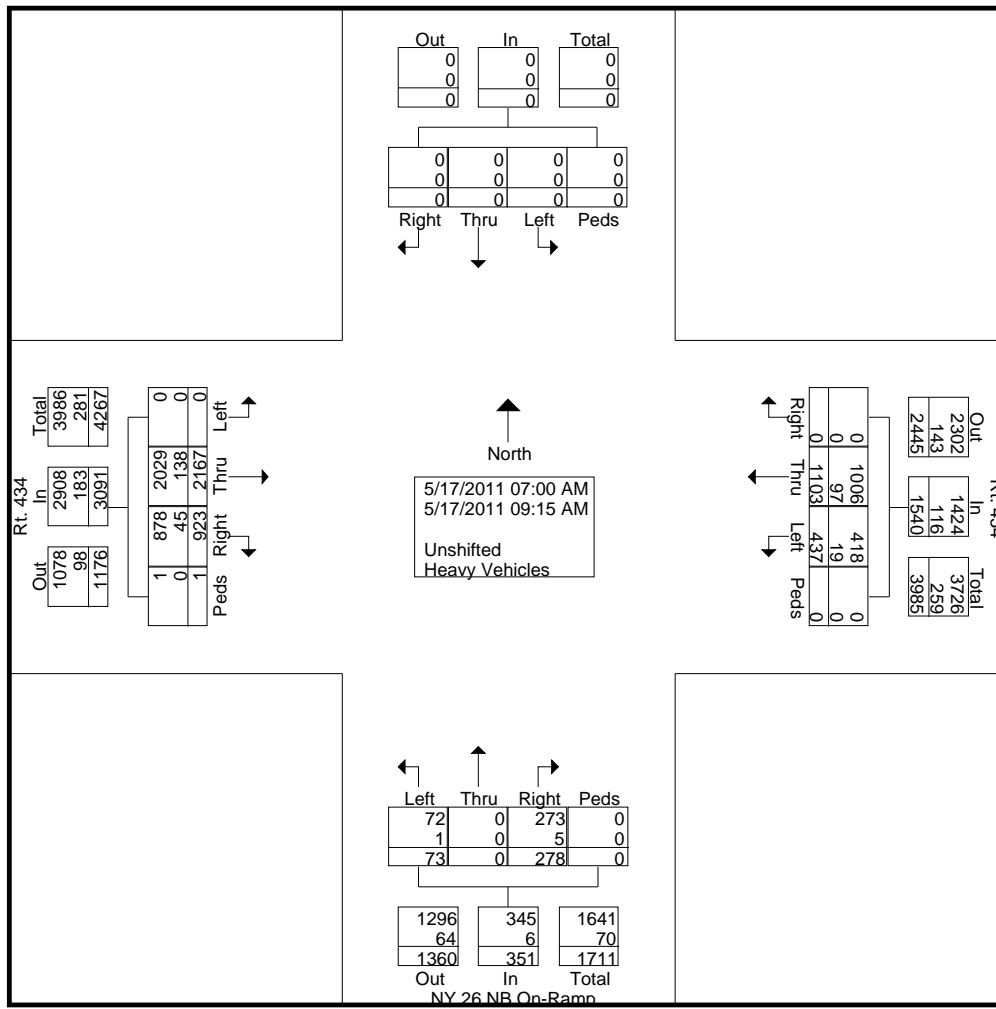 Out In Total
0 0 0
0 0 0
0 0 0
0 0 0 0
0 0 0 0
0 0 0 0
Right Thru Left Peds
Rt. 434
Total In Out
3986 2908 1078
281 183 98
4267 3091 1176
0 2029 878 1
0 138 45 0
0 2167 923 1
Left Thru Right Peds
North
5/17/2011 07:00 AM
5/17/2011 09:15 AM
Unshifted
Heavy Vehicles
Right Thru Left Peds
0 1006 418 0
0 97 19 0
0 1103 437 0
Out In Total
2302 1424 3726
143 116 259
2445 1540 3985
Rt. 434
Left Thru Right Peds
72 0 273 0
1 0 5 0
73 0 278 0
1296 345 1641
64 6 70
1360 351 1711
Out In Total
NY 26 NB On-Ramp